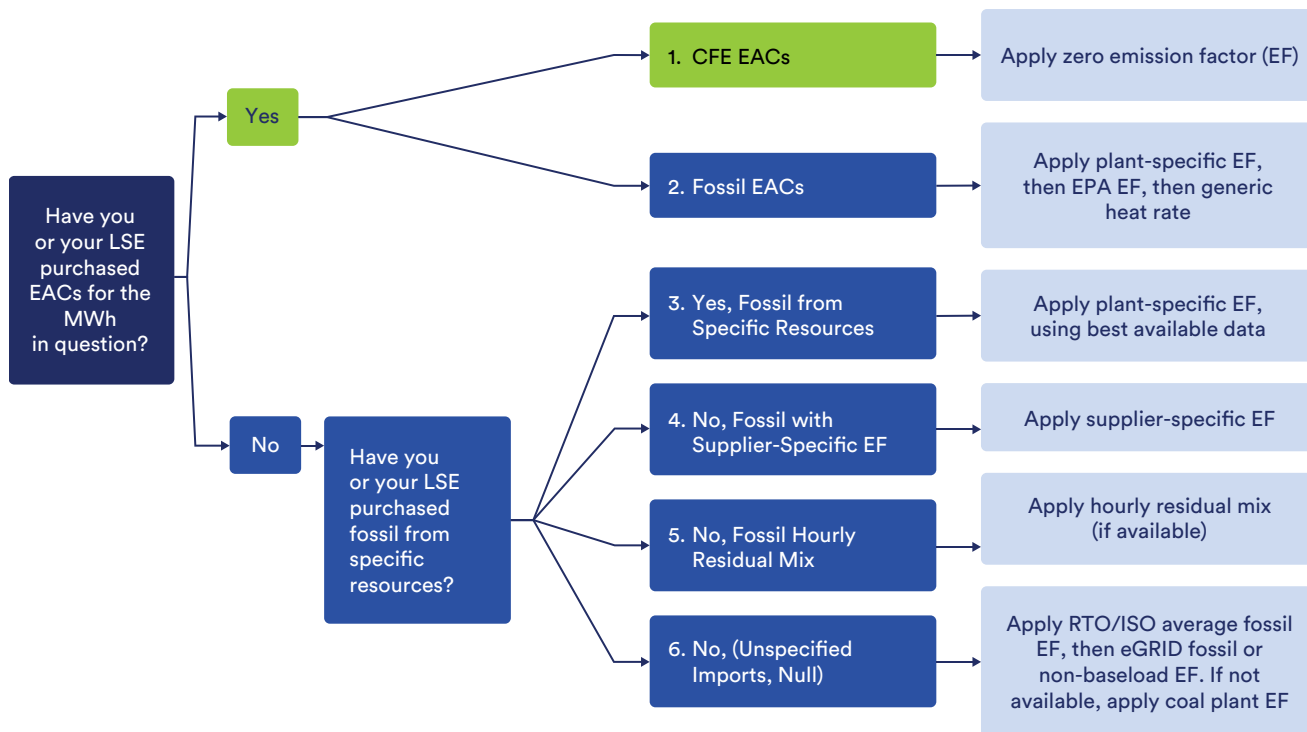 Have you
or your LSE
purchased
EACs for the
MWh
in question?
Yes
No
Have you
or your LSE
purchased
fossil from
specific
resources?
1. CFE EACs
Apply zero emission factor (EF)
2. Fossil EACs
Apply plant-specific EF,
then EPA EF, then generic
heat rate
3. Yes, Fossil from
Specific Resources
Apply plant-specific EF,
using best available data
4. No, Fossil with
Supplier-Specific EF
Apply supplier-specific EF
5. No, Fossil Hourly
Residual Mix
Apply hourly residual mix
(if available)
6. No, (Unspecified
Imports, Null)
Apply RTO/ISO average fossil
EF, then eGRID fossil or
non-baseload EF. If not
available, apply coal plant EF